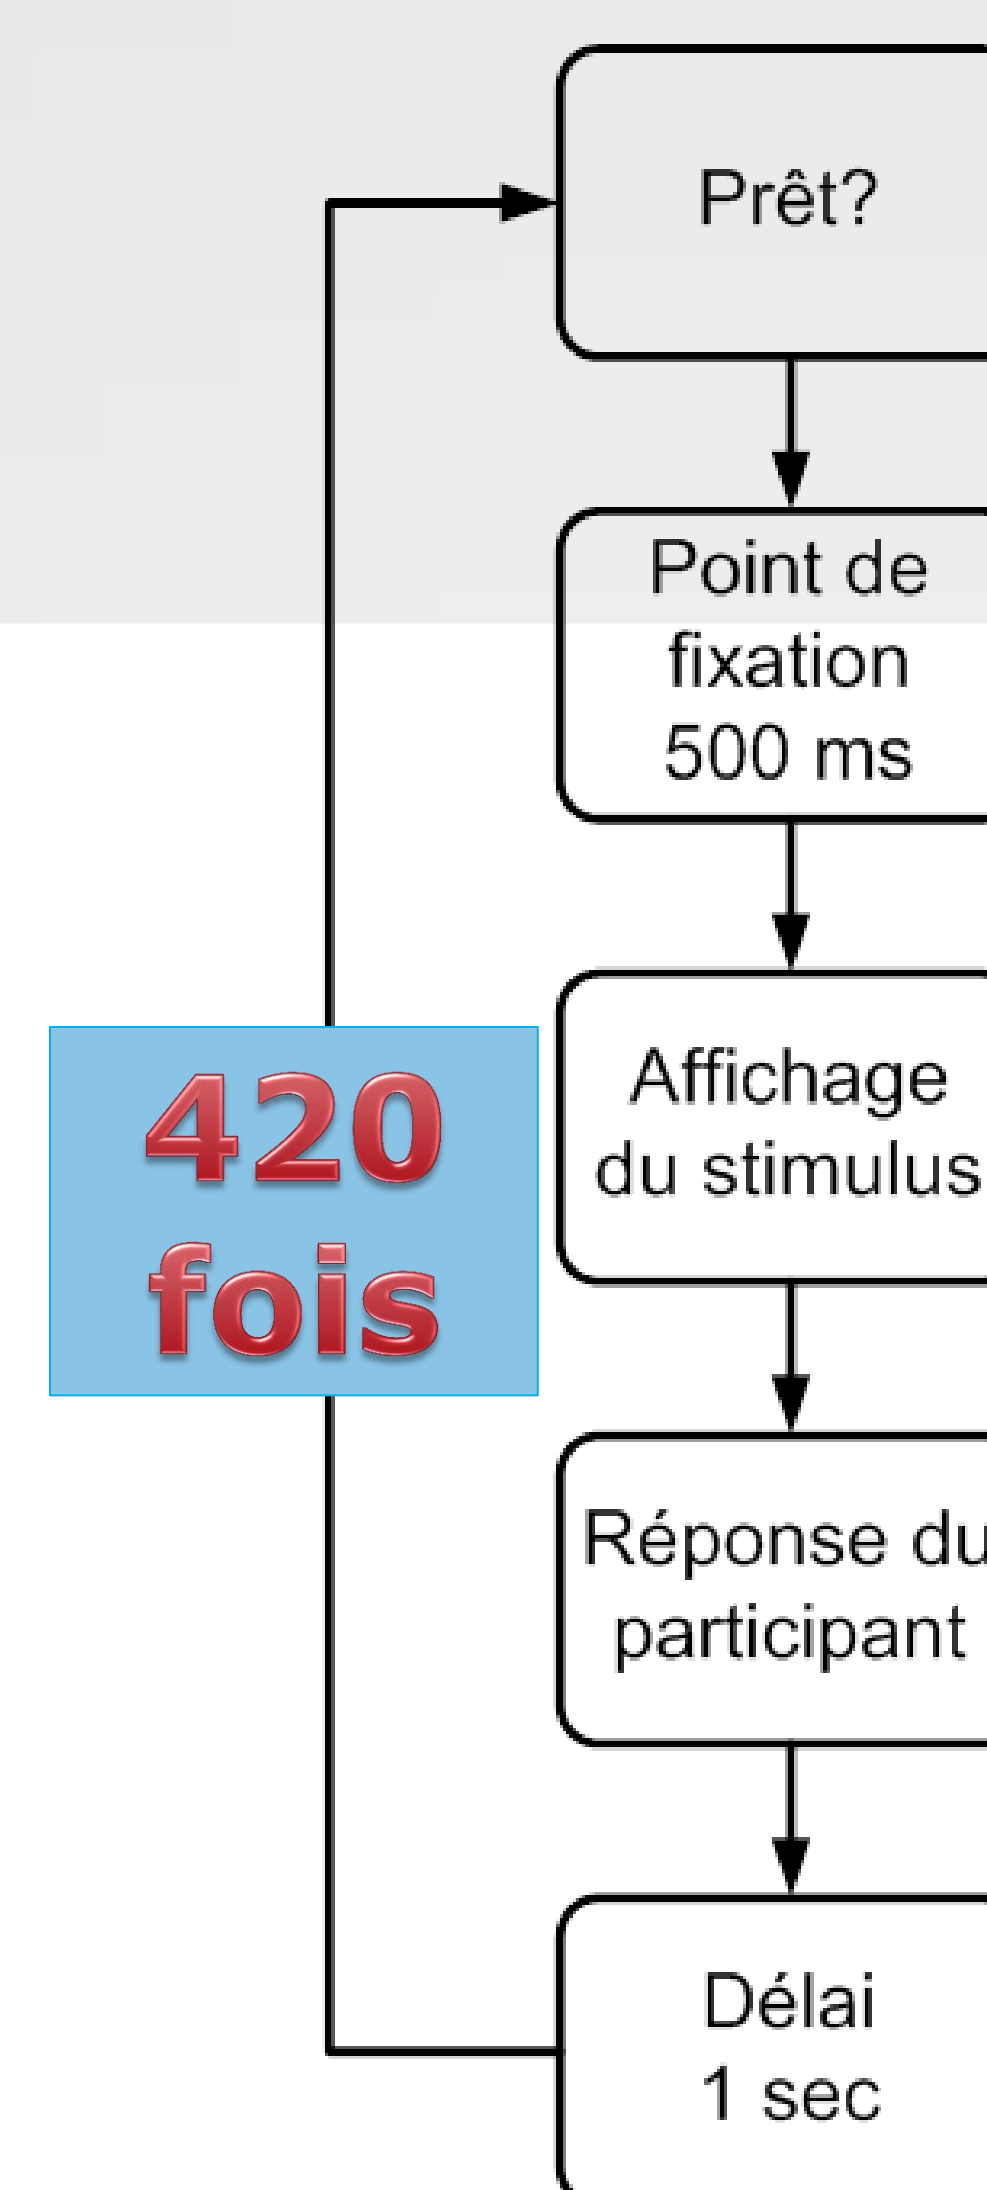 Prêt?
Point de
fixation
500 ms
Affichage
du stimulus
420
fois
Réponse du
participant
Délai
1 sec